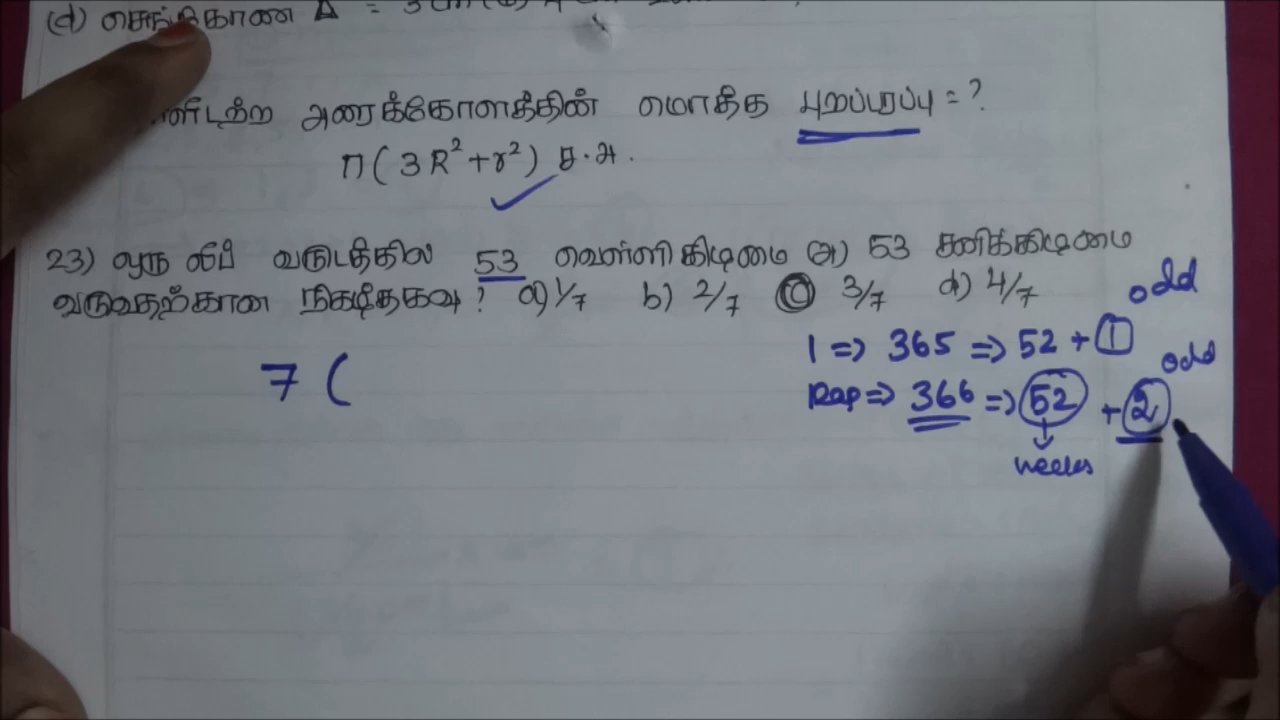 (d) செங்கோண Δ =
அரைக்கோளத்தின் மொத்த புறப்பரப்பு = ?
π(3R²+r²) ச.அ.
23) ஒரு லீப் வருடத்தில் 53 வெள்ளிகிழமை (அ) 53 சனிக்கிழமை
வருவதற்கான நிகழ்தகவு? a) 1/7 b) 2/7 C 3/7 d) 4/7
odd
1 => 365 => 52 + 1
odd
7 (
leap => 366 => 52 + 2
weeks